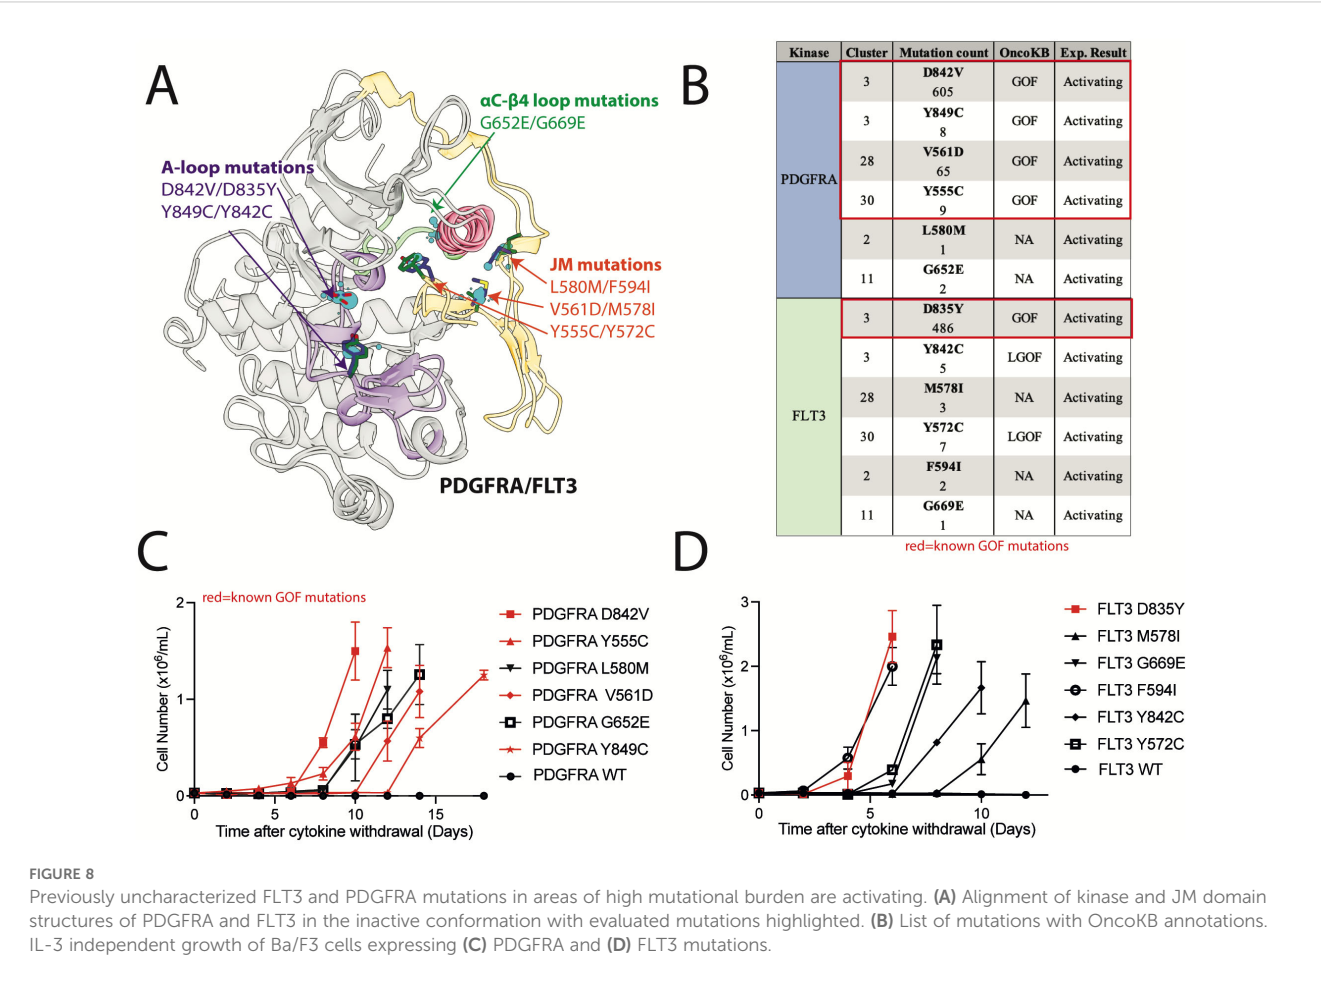 A
αC-β4 loop mutations
G652E/G669E
A-loop mutations
D842V/D835Y
Y849C/Y842C
JM mutations
L580M/F594I
V561D/M578I
Y555C/Y572C
PDGFRA/FLT3
B
Kinase Cluster Mutation count OncoKB Exp. Result
PDGFRA
3 D842V 605 GOF Activating
3 Y849C 8 GOF Activating
28 V561D 65 GOF Activating
30 Y555C 9 GOF Activating
2 L580M 1 NA Activating
11 G652E 2 NA Activating
FLT3
3 D835Y 486 GOF Activating
3 Y842C 5 LGOF Activating
28 M578I 3 NA Activating
30 Y572C 7 LGOF Activating
2 F594I 2 NA Activating
11 G669E 1 NA Activating
red=known GOF mutations
C
red=known GOF mutations
Cell Number (x10⁶/mL)
2
1
0
0 5 10 15
Time after cytokine withdrawal (Days)
PDGFRA D842V
PDGFRA Y555C
PDGFRA L580M
PDGFRA V561D
PDGFRA G652E
PDGFRA Y849C
PDGFRA WT
D
Cell Number (x10⁶/mL)
3
2
1
0
0 5 10
Time after cytokine withdrawal (Days)
FLT3 D835Y
FLT3 M578I
FLT3 G669E
FLT3 F594I
FLT3 Y842C
FLT3 Y572C
FLT3 WT
FIGURE 8
Previously uncharacterized FLT3 and PDGFRA mutations in areas of high mutational burden are activating. (A) Alignment of kinase and JM domain
structures of PDGFRA and FLT3 in the inactive conformation with evaluated mutations highlighted. (B) List of mutations with OncoKB annotations.
IL-3 independent growth of Ba/F3 cells expressing (C) PDGFRA and (D) FLT3 mutations.